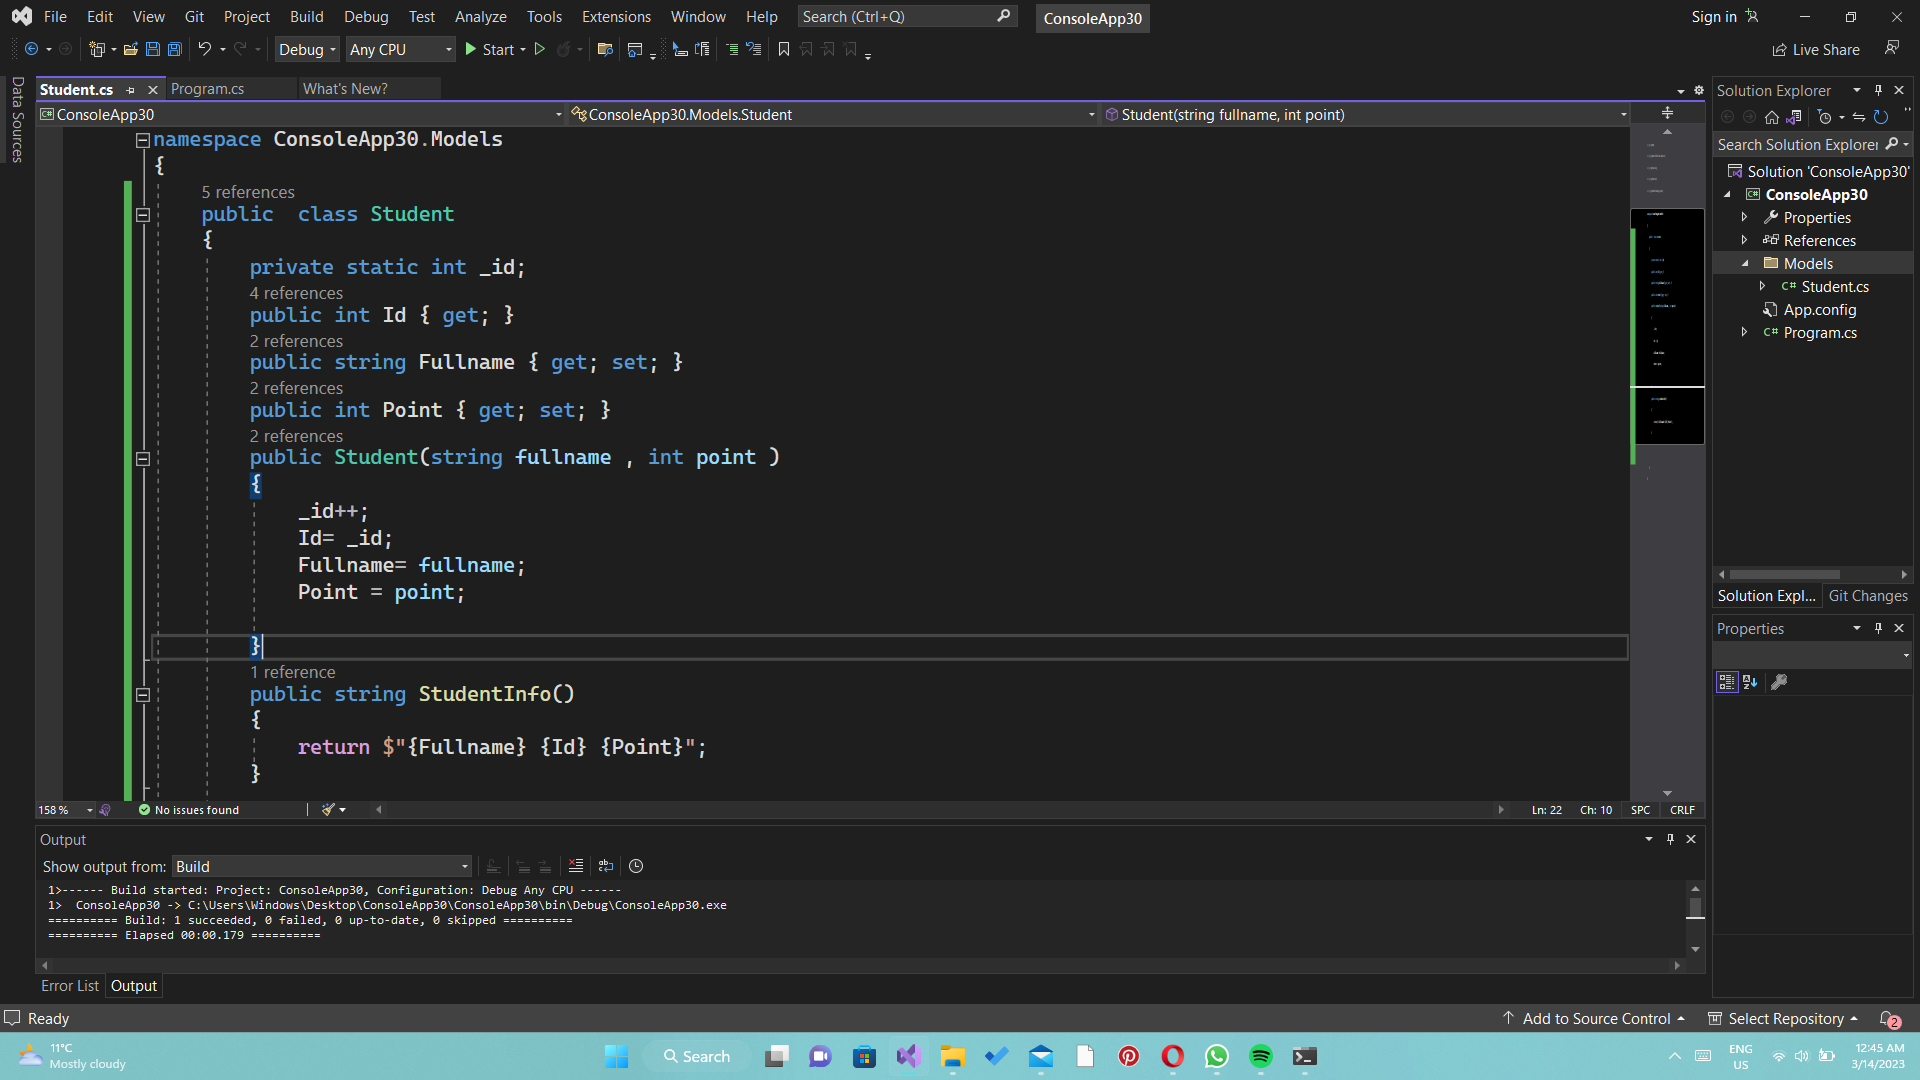 File Edit View Git Project Build Debug Test Analyze Tools Extensions Window Help Search (Ctrl+Q) ConsoleApp30 Sign in
Debug Any CPU Start Live Share
Data Sources
Student.cs Program.cs What's New?
ConsoleApp30 ConsoleApp30.Models.Student Student(string fullname, int point)
namespace ConsoleApp30.Models
{
5 references
public  class Student
{
private static int _id;
4 references
public int Id { get; }
2 references
public string Fullname { get; set; }
2 references
public int Point { get; set; }
2 references
public Student(string fullname , int point )
{
_id++;
Id= _id;
Fullname= fullname;
Point = point;
}
1 reference
public string StudentInfo()
{
return $"{Fullname} {Id} {Point}";
}
158 % No issues found Ln: 22 Ch: 10 SPC CRLF
Output
Show output from: Build
1>------ Build started: Project: ConsoleApp30, Configuration: Debug Any CPU ------
1>  ConsoleApp30 -> C:\Users\Windows\Desktop\ConsoleApp30\ConsoleApp30\bin\Debug\ConsoleApp30.exe
========== Build: 1 succeeded, 0 failed, 0 up-to-date, 0 skipped ==========
========== Elapsed 00:00.179 ==========
Error List Output
Solution Explorer
Search Solution Explorer
Solution 'ConsoleApp30'
ConsoleApp30
Properties
References
Models
C# Student.cs
App.config
C# Program.cs
Solution Expl... Git Changes
Properties
Ready Add to Source Control Select Repository 2
11°C
Mostly cloudy
Search
ENG
US
12:45 AM
3/14/2023